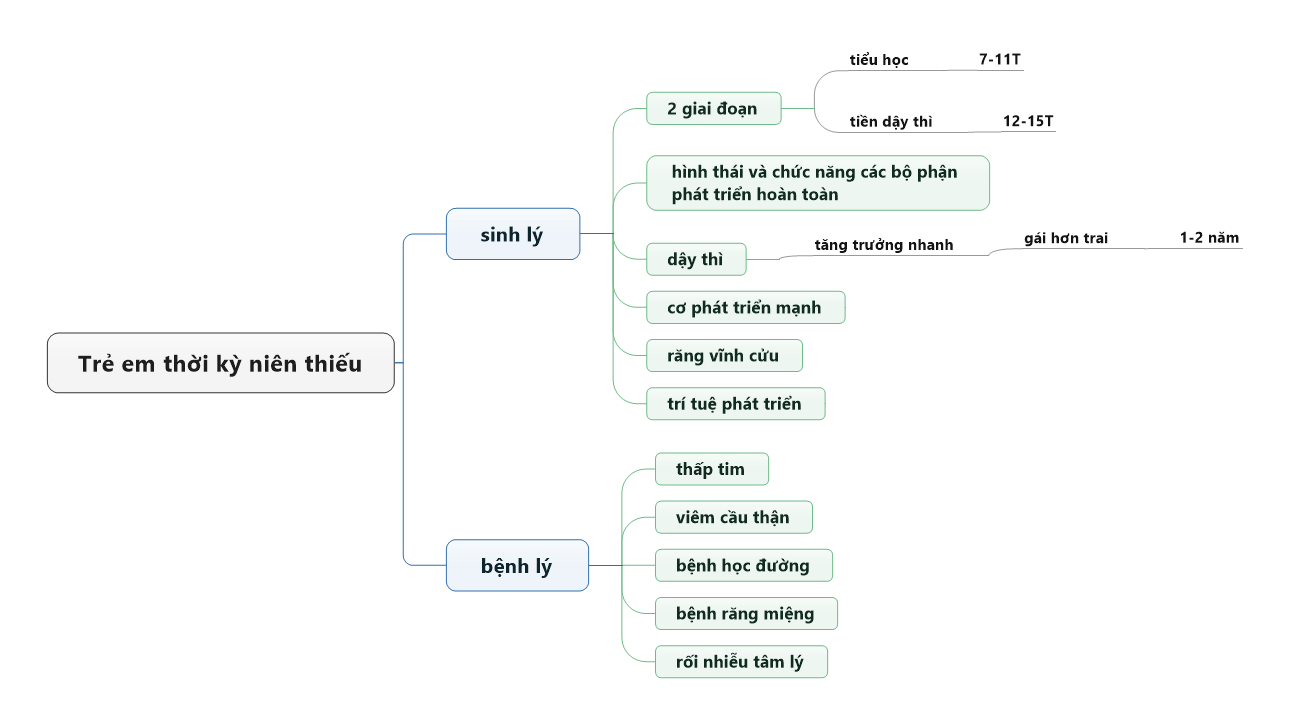 Trẻ em thời kỳ niên thiếu
sinh lý
2 giai đoạn
tiểu học 7-11T
tiền dậy thì 12-15T
hình thái và chức năng các bộ phận
phát triển hoàn toàn
dậy thì
tăng trưởng nhanh
gái hơn trai 1-2 năm
cơ phát triển mạnh
răng vĩnh cửu
trí tuệ phát triển
bệnh lý
thấp tim
viêm cầu thận
bệnh học đường
bệnh răng miệng
rối nhiễu tâm lý